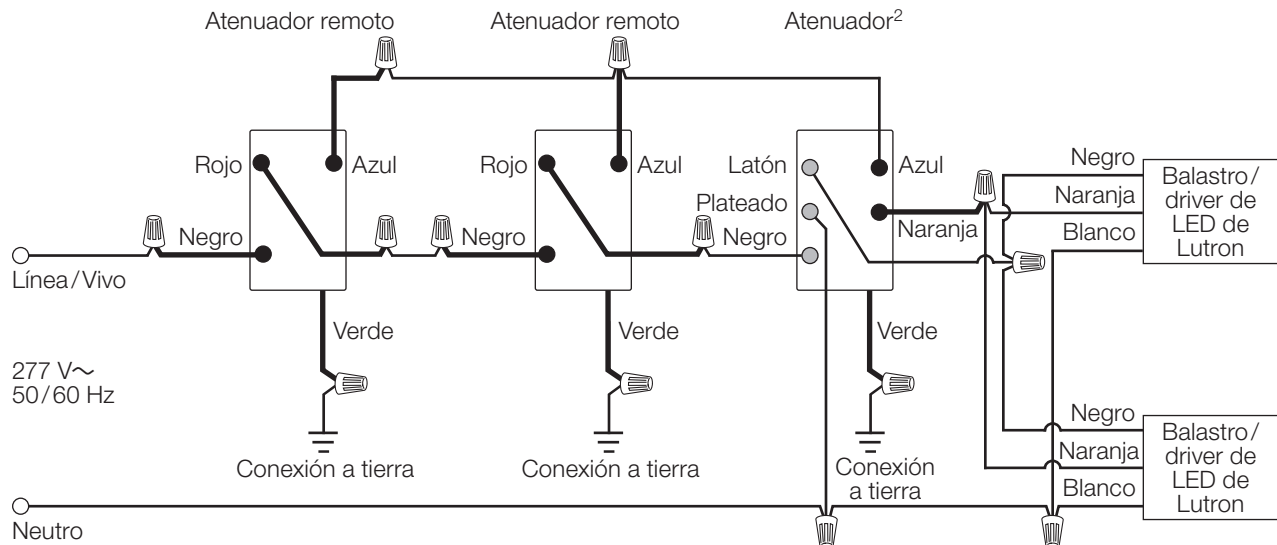 Atenuador remoto
Atenuador remoto
Atenuador2
Rojo
Azul
Rojo
Azul
Latón
Azul
Plateado
Negro
Negro
Negro
Naranja
Línea/Vivo
Verde
Verde
Verde
277 V~
50/60 Hz
Conexión a tierra
Conexión a tierra
Conexión
a tierra
Neutro
Negro
Naranja
Blanco
Balastro/
driver de
LED de
Lutron
Negro
Naranja
Blanco
Balastro/
driver de
LED de
Lutron